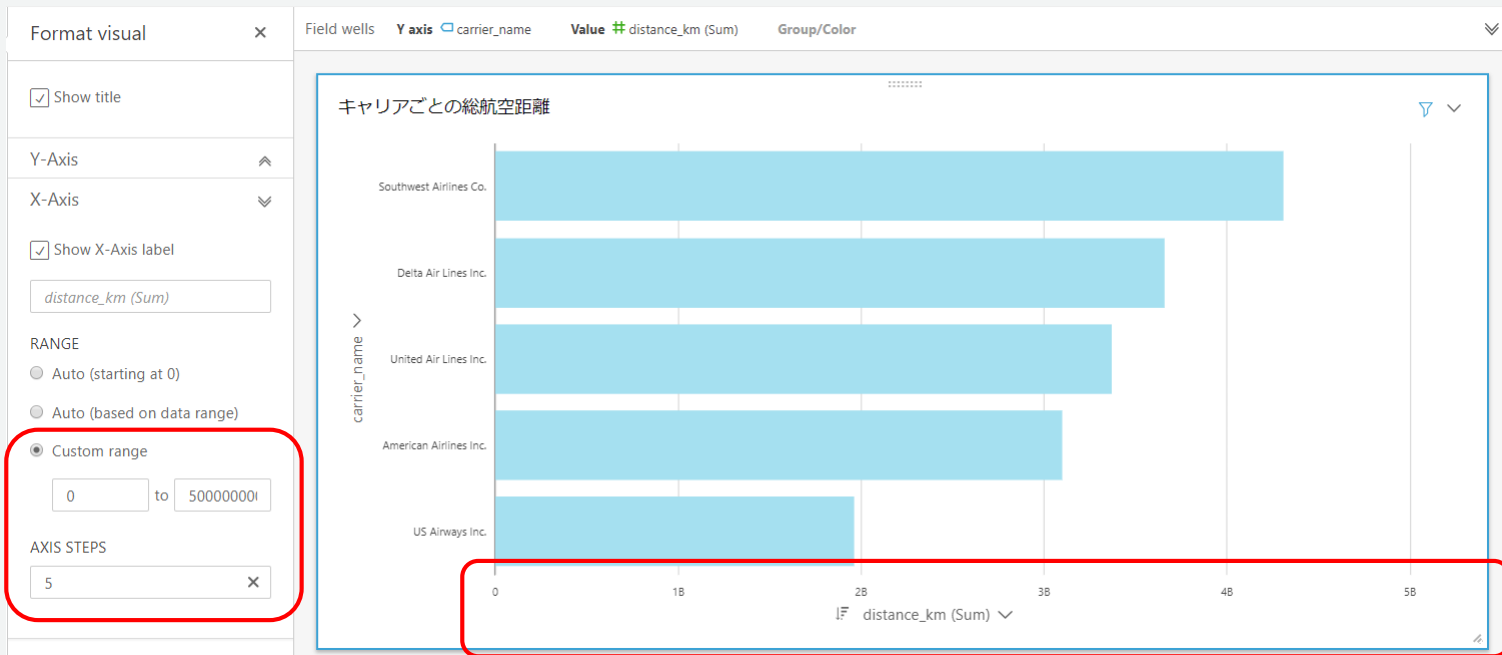 Format visual
Field wells Y axis carrier_name Value distance_km (Sum) Group/Color
Show title
Y-Axis
X-Axis
Show X-Axis label
distance_km (Sum)
RANGE
Auto (starting at 0)
Auto (based on data range)
Custom range
0 to 50000000
AXIS STEPS
5
キャリアごとの総航空距離
carrier_name
Southwest Airlines Co.
Delta Air Lines Inc.
United Air Lines Inc.
American Airlines Inc.
US Airways Inc.
0 1B 2B 3B 4B 5B
distance_km (Sum)